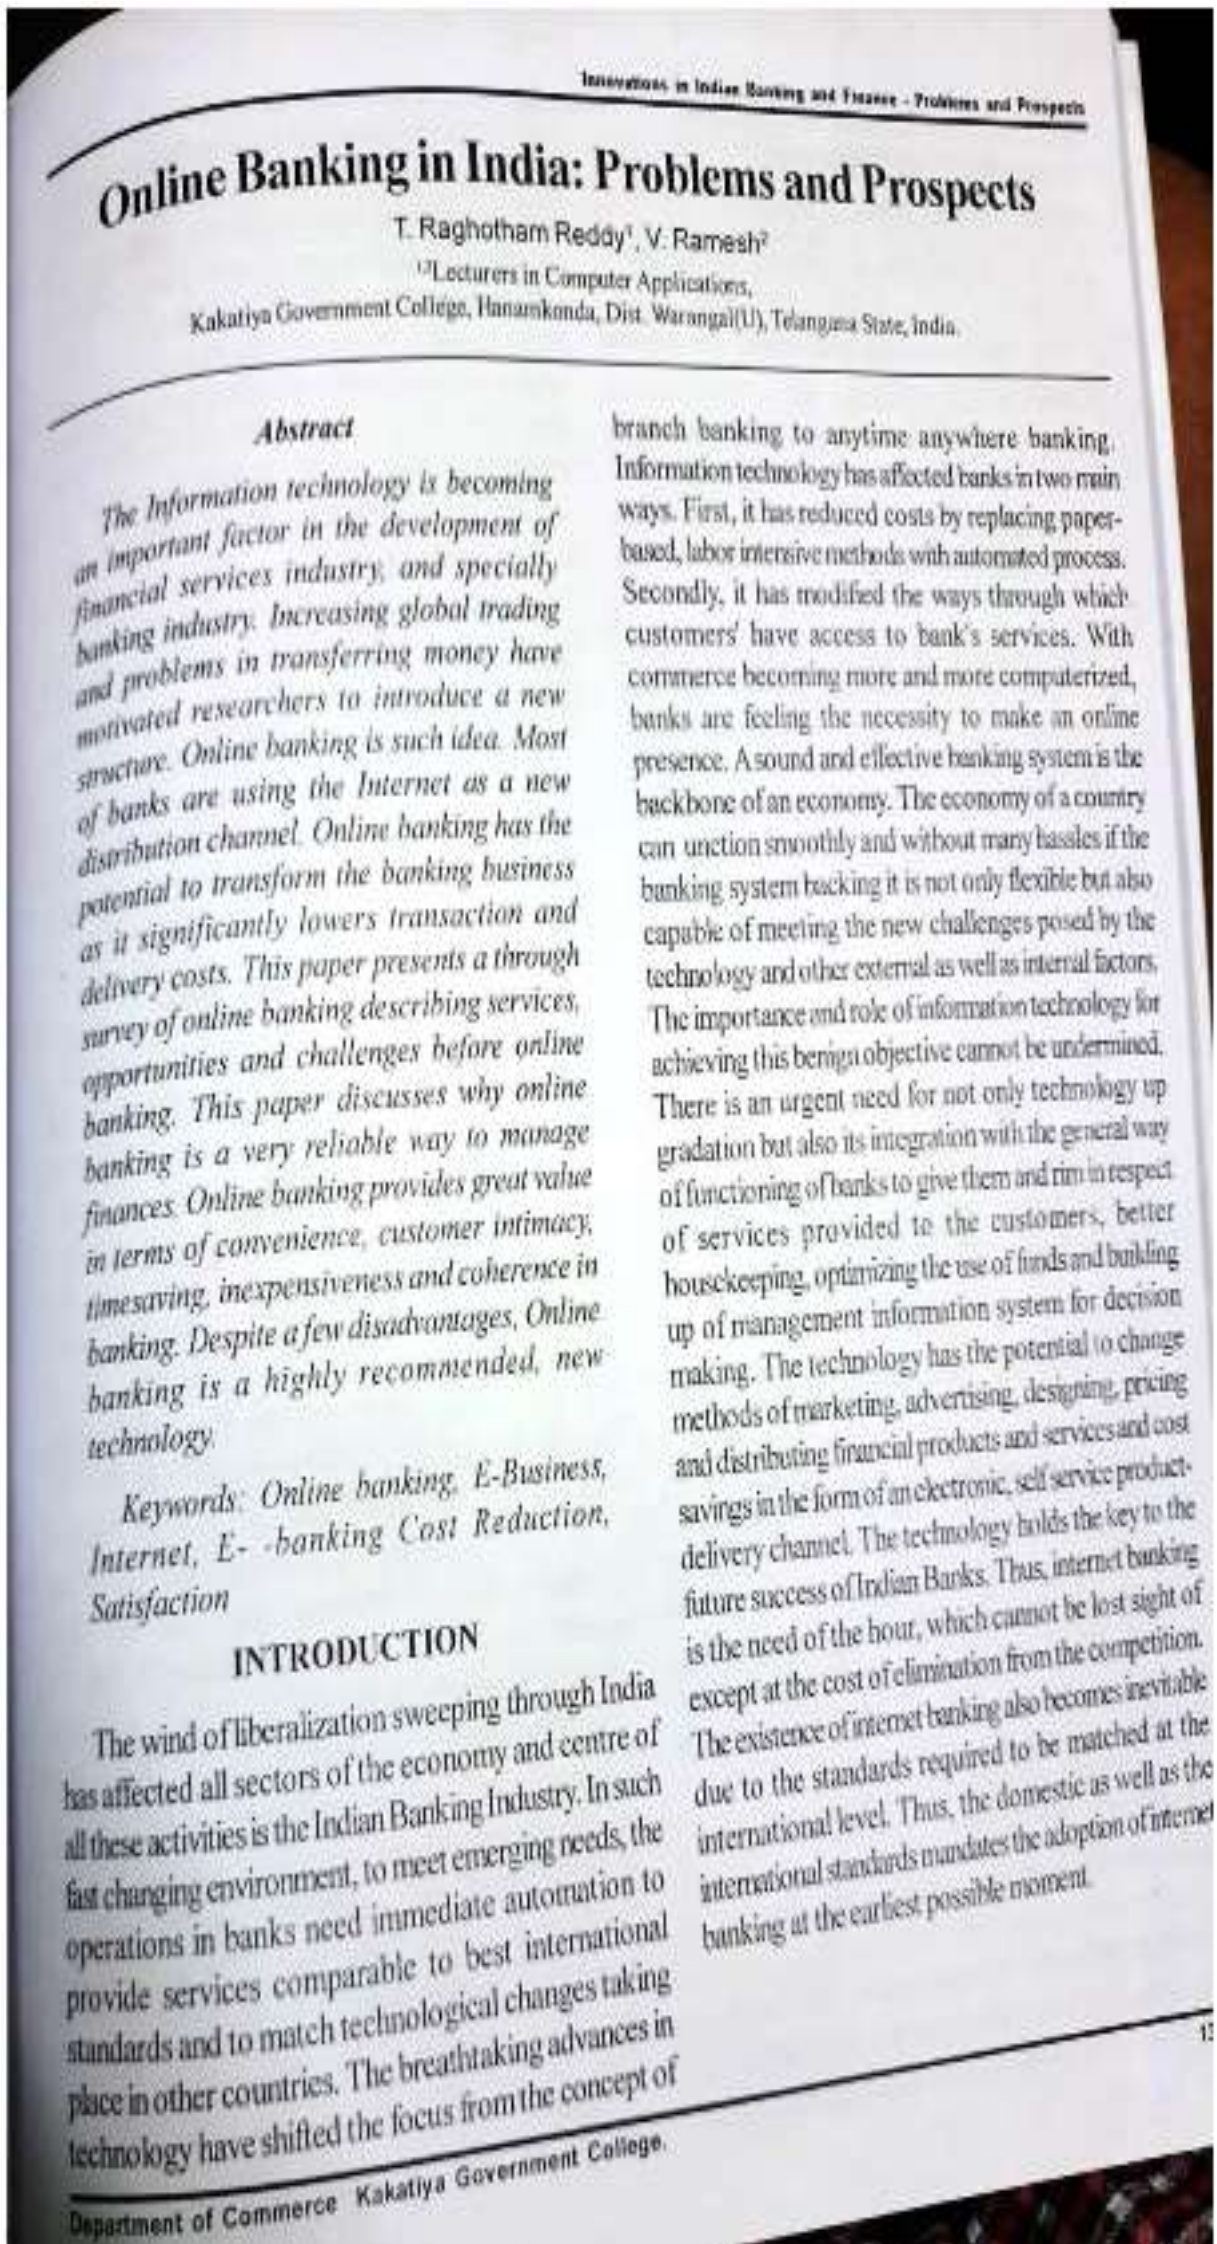 Innovations in Indian Banking and Finance - Problems and Prospects
Online Banking in India: Problems and Prospects
T. Raghotham Reddy¹, V. Ramesh²
¹,²Lecturers in Computer Applications,
Kakatiya Government College, Hanamkonda, Dist. Warangal(U), Telangana State, India.
Abstract
The Information technology is becoming
an important factor in the development of
financial services industry, and specially
banking industry. Increasing global trading
and problems in transferring money have
motivated researchers to introduce a new
structure. Online banking is such idea. Most
of banks are using the Internet as a new
distribution channel. Online banking has the
potential to transform the banking business
as it significantly lowers transaction and
delivery costs. This paper presents a through
survey of online banking describing services,
opportunities and challenges before online
banking. This paper discusses why online
banking is a very reliable way to manage
finances. Online banking provides great value
in terms of convenience, customer intimacy,
timesaving, inexpensiveness and coherence in
banking. Despite a few disadvantages, Online
banking is a highly recommended, new
technology.
Keywords: Online banking, E-Business,
Internet, E- -banking Cost Reduction,
Satisfaction
INTRODUCTION
The wind of liberalization sweeping through India
has affected all sectors of the economy and centre of
all these activities is the Indian Banking Industry. In such
fast changing environment, to meet emerging needs, the
operations in banks need immediate automation to
provide services comparable to best international
standards and to match technological changes taking
place in other countries. The breathtaking advances in
technology have shifted the focus from the concept of
branch banking to anytime anywhere banking.
Information technology has affected banks in two main
ways. First, it has reduced costs by replacing paper-
based, labor intensive methods with automated process.
Secondly, it has modified the ways through which
customers' have access to bank's services. With
commerce becoming more and more computerized,
banks are feeling the necessity to make an online
presence. A sound and effective banking system is the
backbone of an economy. The economy of a country
can unction smoothly and without many hassles if the
banking system backing it is not only flexible but also
capable of meeting the new challenges posed by the
technology and other external as well as internal factors.
The importance and role of information technology for
achieving this benign objective cannot be undermined.
There is an urgent need for not only technology up
gradation but also its integration with the general way
of functioning of banks to give them and rim in respect
of services provided to the customers, better
housekeeping, optimizing the use of funds and building
up of management information system for decision
making. The technology has the potential to change
methods of marketing, advertising, designing, pricing
and distributing financial products and services and cost
savings in the form of an electronic, self service product-
delivery channel. The technology holds the key to the
future success of Indian Banks. Thus, internet banking
is the need of the hour, which cannot be lost sight of
except at the cost of elimination from the competition.
The existence of internet banking also becomes inevitable
due to the standards required to be matched at the
international level. Thus, the domestic as well as the
international standards mandates the adoption of internet
banking at the earliest possible moment.
Department of Commerce Kakatiya Government College.